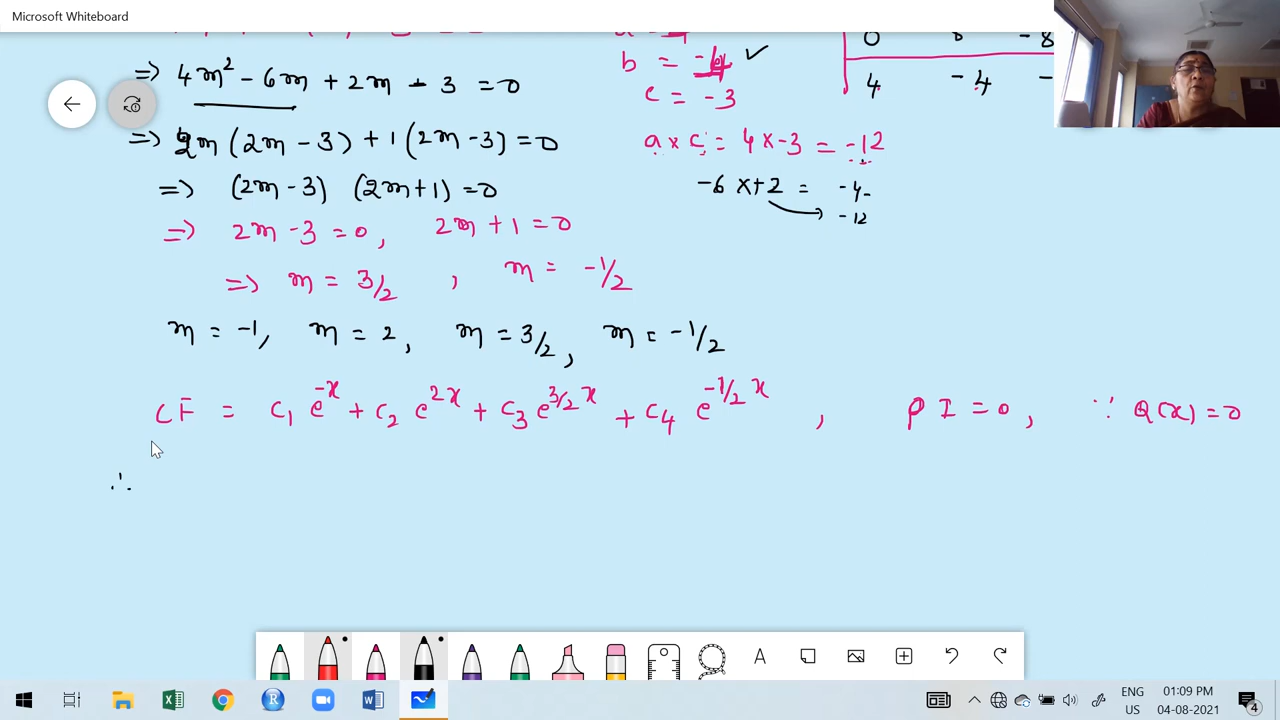 Microsoft Whiteboard
0 - 8
b = -4 ✓
=> 4m² - 6m + 2m - 3 = 0
4 -4 -
c = -3
=> 2m (2m - 3) + 1 (2m - 3) = 0
a x c = 4 x -3 = -12
=> (2m - 3) (2m + 1) = 0
-6 x + 2 = -4
-12
=> 2m - 3 = 0, 2m + 1 = 0
=> m = 3/2 , m = -1/2
m = -1, m = 2, m = 3/2, m = -1/2
CF = c₁ e^{-x} + c₂ e^{2x} + c₃ e^{3/2 x} + c₄ e^{-1/2 x} , PI = 0, ∵ Q(x) = 0
∴
A
ENG 01:09 PM
US 04-08-2021 4